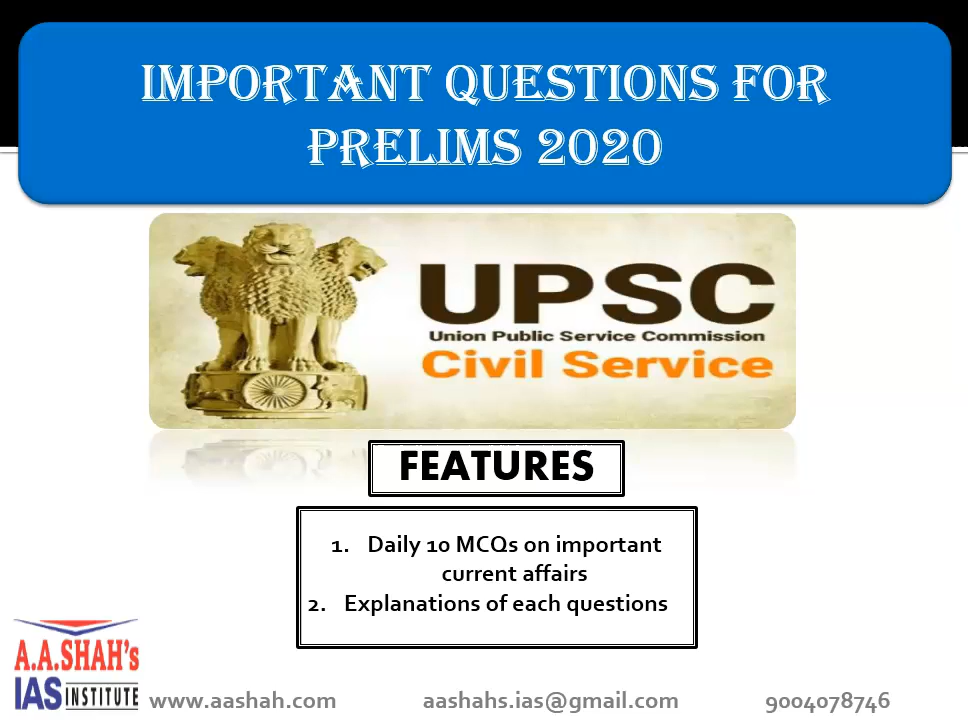 IMPORTANT QUESTIONS FOR
PRELIMS 2020
UPSC
Union Public Service Commission
Civil Service
FEATURES
1. Daily 10 MCQs on important
current affairs
2. Explanations of each questions
A.A.SHAH's
IAS INSTITUTE
www.aashah.com aashahs.ias@gmail.com 9004078746